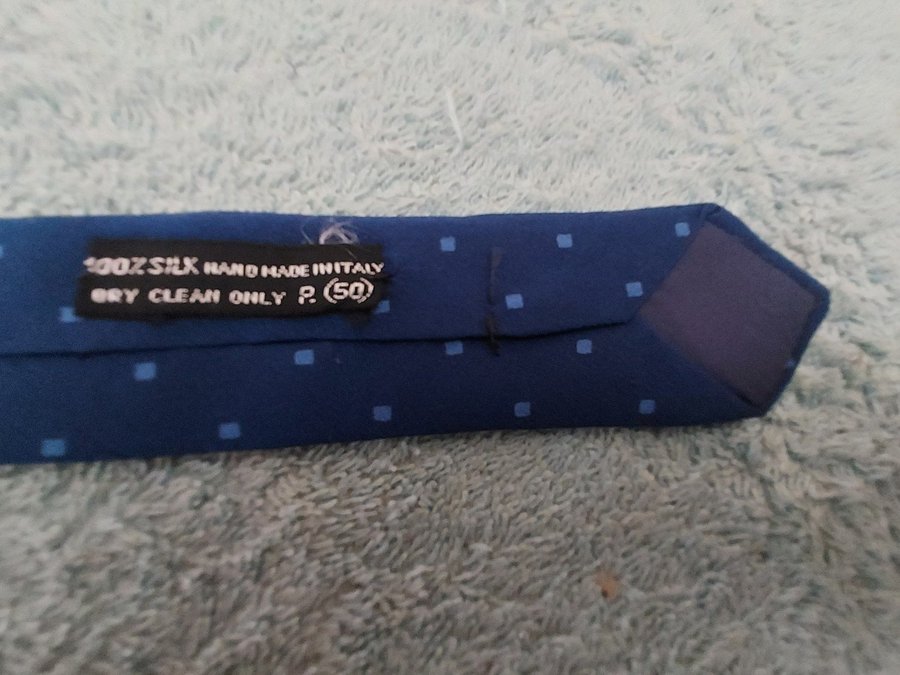 100% SILK HAND MADE IN ITALY
DRY CLEAN ONLY P. (50)